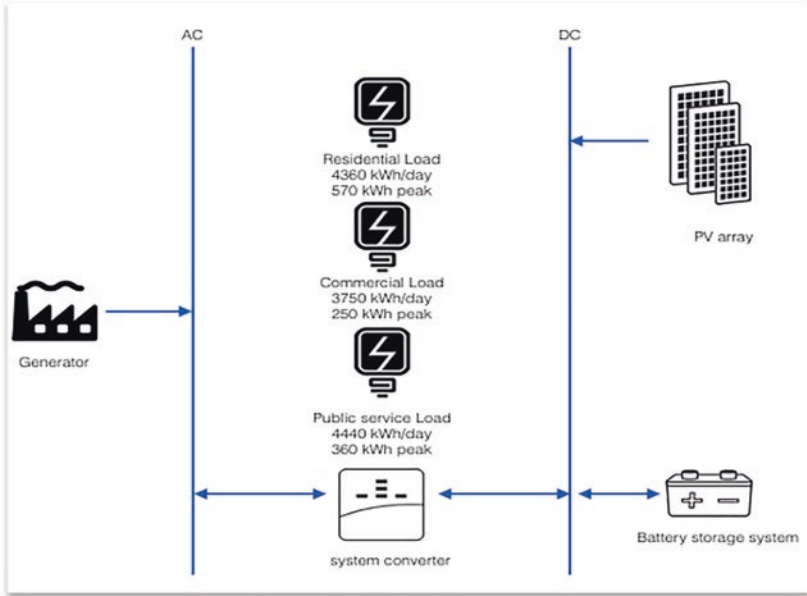 AC
DC
Residential Load
4360 kWh/day
570 kWh peak
PV array
Commercial Load
3750 kWh/day
250 kWh peak
Generator
Public service Load
4440 kWh/day
360 kWh peak
Battery storage system
system converter